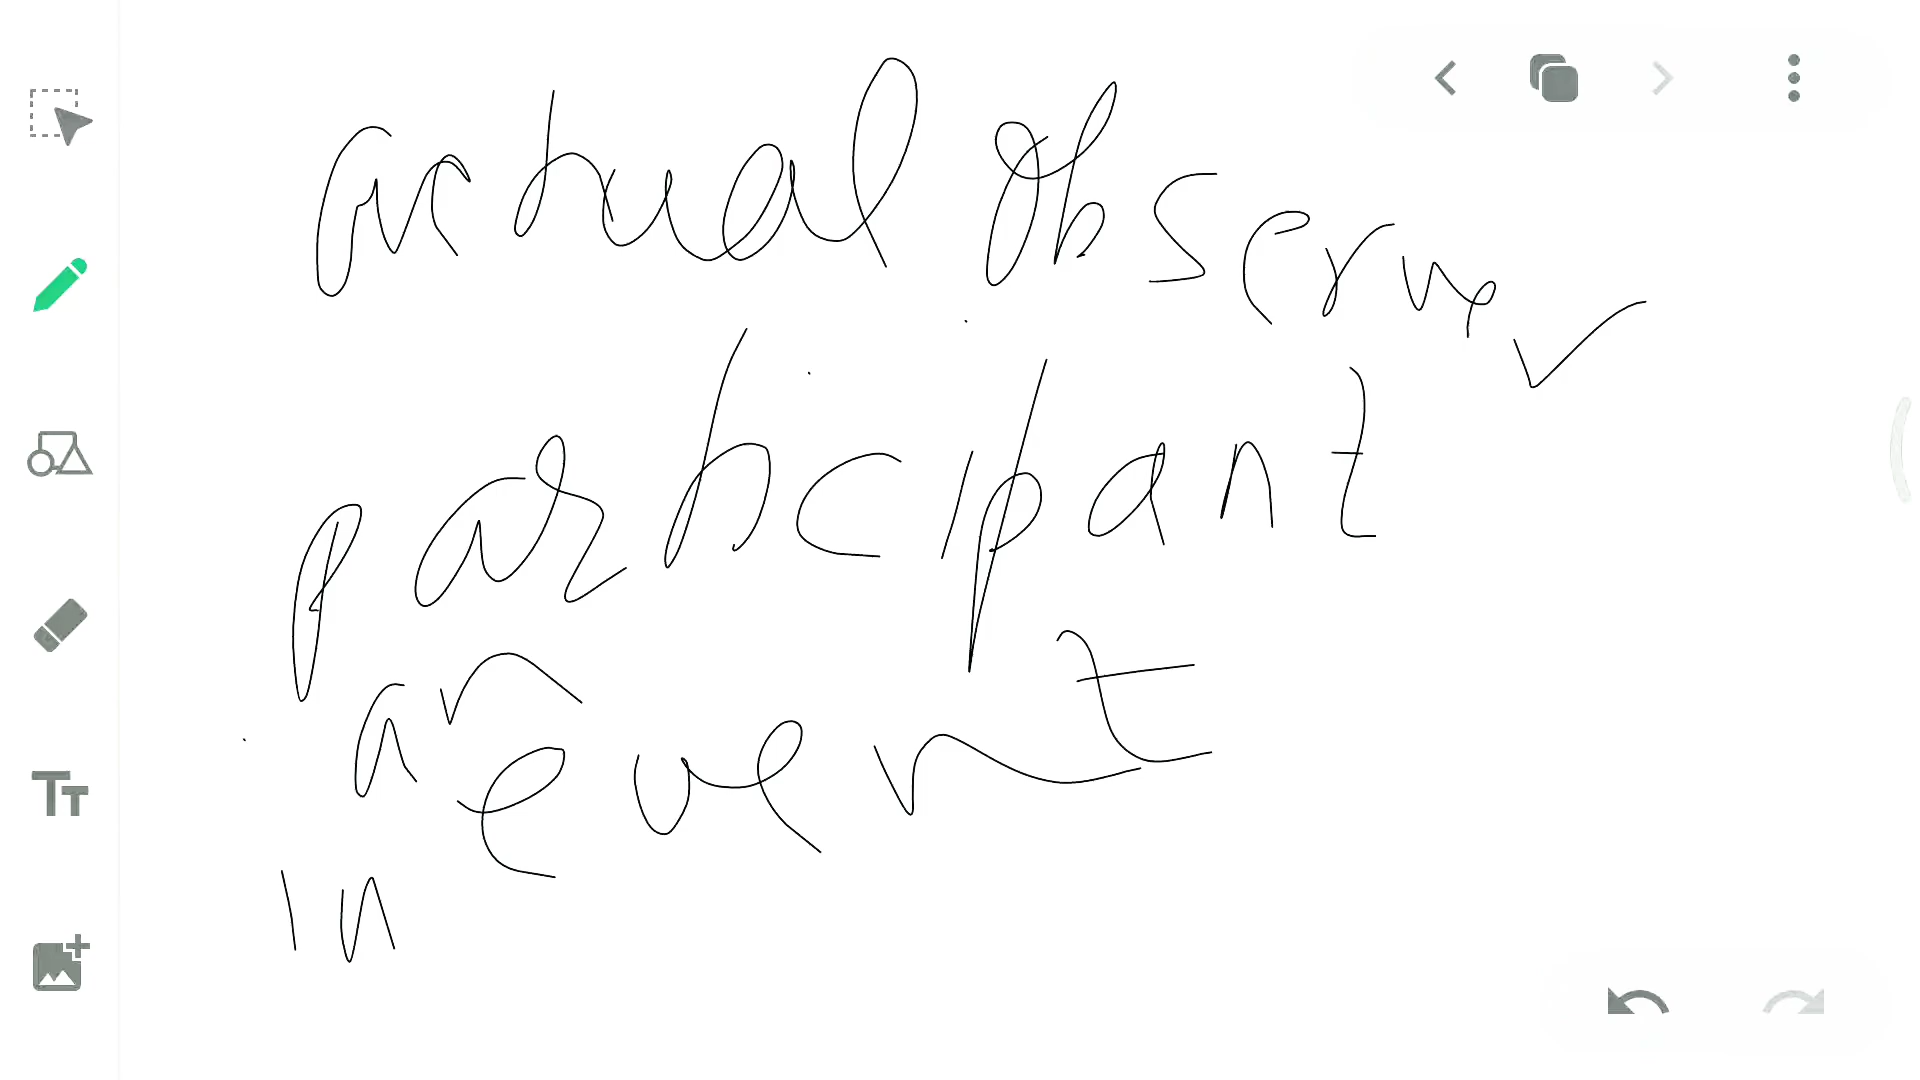 actual observer
participant
an
event
in